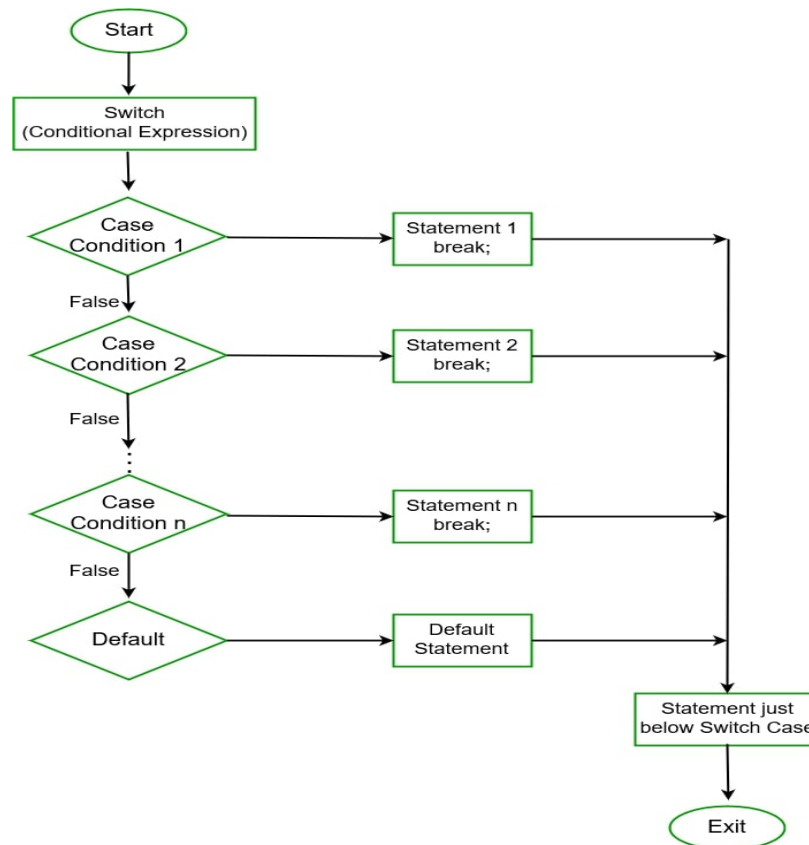 Start
Switch
(Conditional Expression)
Case
Condition 1
Statement 1
break;
False
Case
Condition 2
Statement 2
break;
False
Case
Condition n
Statement n
break;
False
Default
Default
Statement
Statement just
below Switch Case
Exit